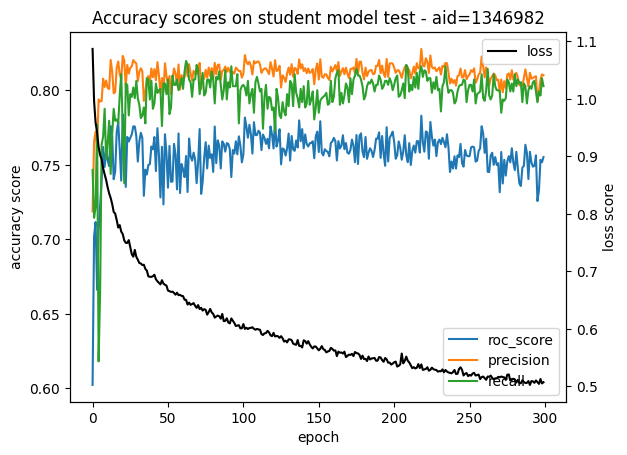 Accuracy scores on student model test - aid=1346982
loss
accuracy score
0.80
0.75
0.70
0.65
0.60
1.1
1.0
0.9
0.8
0.7
0.6
0.5
loss score
roc_score
precision
recall
0
50
100
150
200
250
300
epoch